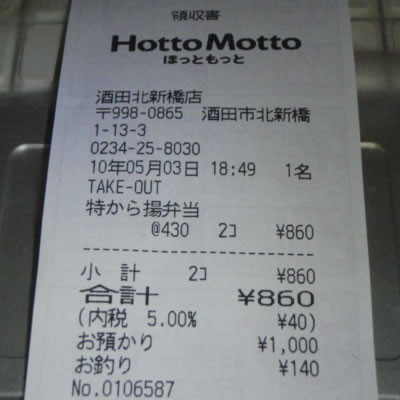 領収書
Hotto Motto
ほっともっと
酒田北新橋店
〒998-0865 酒田市北新橋
1-13-3
0234-25-8030
10年05月03日 18:49 1名
TAKE-OUT
特から揚弁当
@430 2コ ¥860
--------------------------------
小 計 2コ ¥860
合計 ¥860
(内税 5.00% ¥40)
お預かり ¥1,000
お釣り ¥140
No.0106587